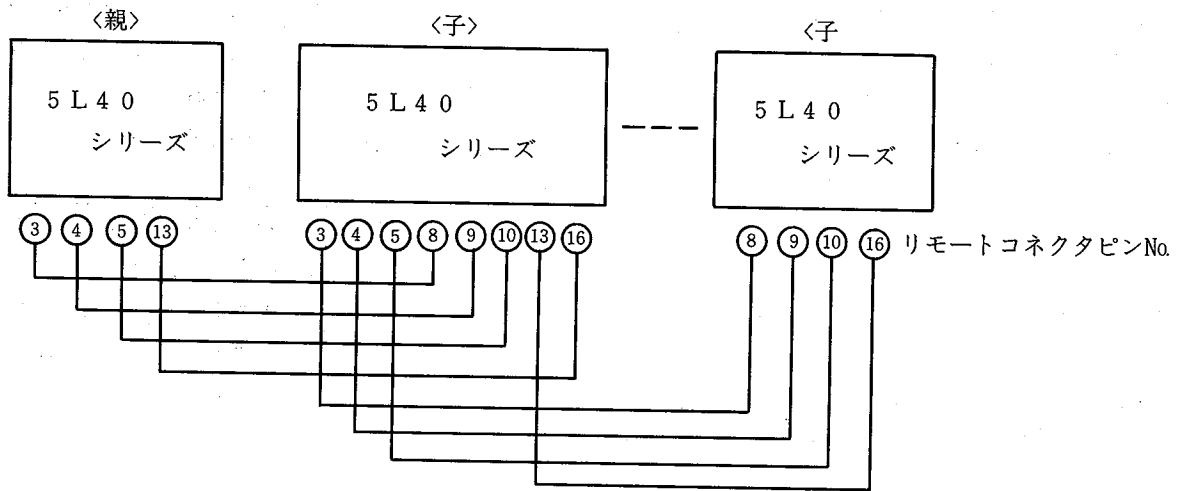 〈親〉
〈子〉
〈子
5L40
シリーズ
5L40
シリーズ
5L40
シリーズ
③ ④ ⑤ ⑬
③ ④ ⑤ ⑧ ⑨ ⑩ ⑬ ⑯
⑧ ⑨ ⑩ ⑯ リモートコネクタピンNo.